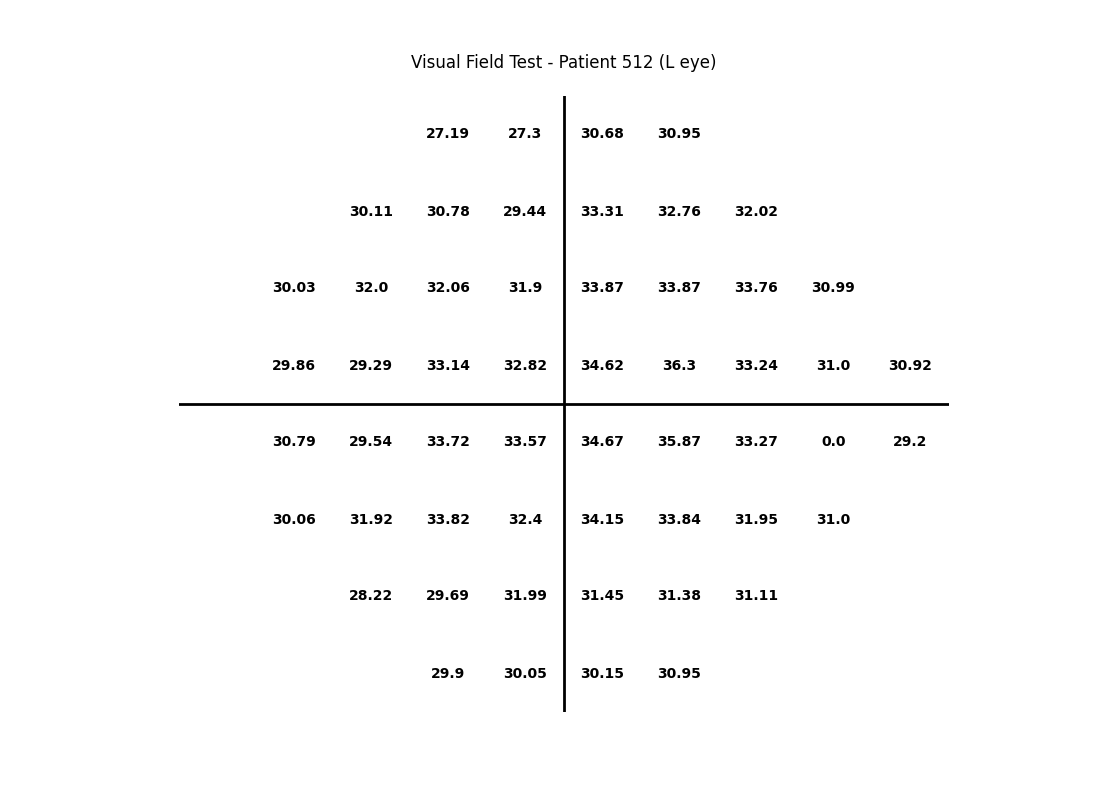 Visual Field Test - Patient 512 (L eye)
27.19 27.3 30.68 30.95
30.11 30.78 29.44 33.31 32.76 32.02
30.03 32.0 32.06 31.9 33.87 33.87 33.76 30.99
29.86 29.29 33.14 32.82 34.62 36.3 33.24 31.0 30.92
30.79 29.54 33.72 33.57 34.67 35.87 33.27 0.0 29.2
30.06 31.92 33.82 32.4 34.15 33.84 31.95 31.0
28.22 29.69 31.99 31.45 31.38 31.11
29.9 30.05 30.15 30.95